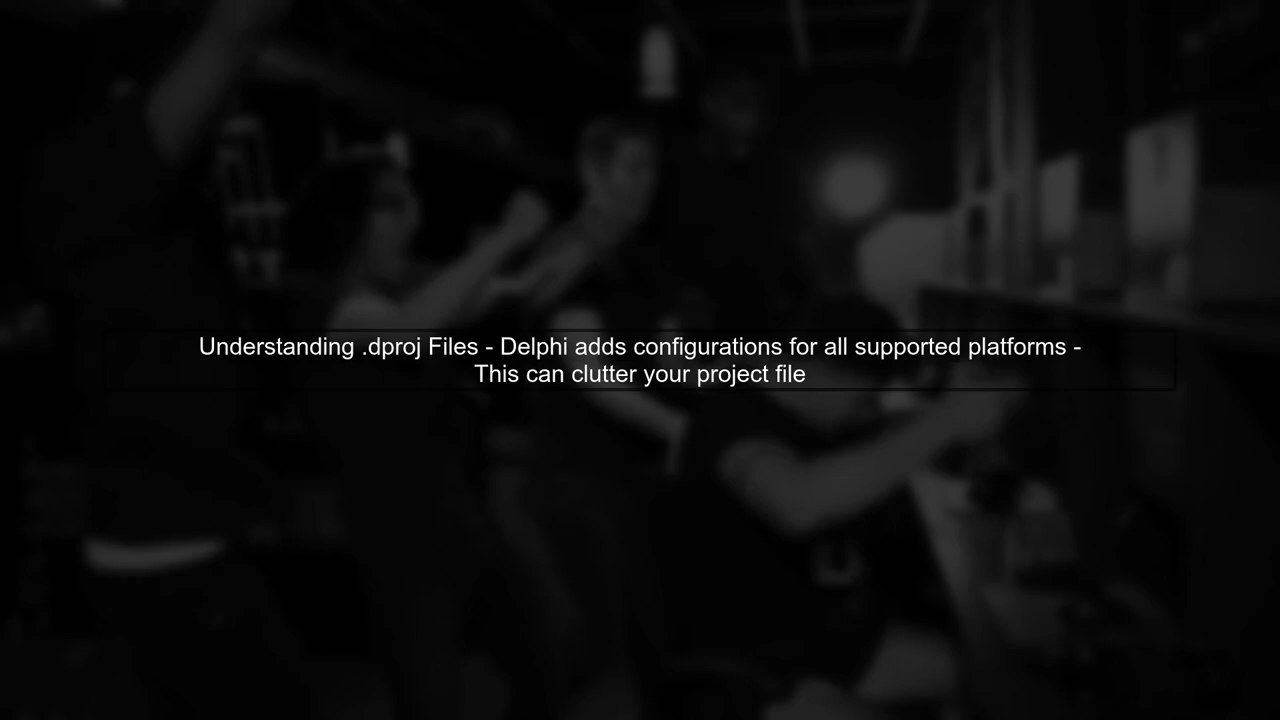 Understanding .dproj Files - Delphi adds configurations for all supported platforms -
This can clutter your project file